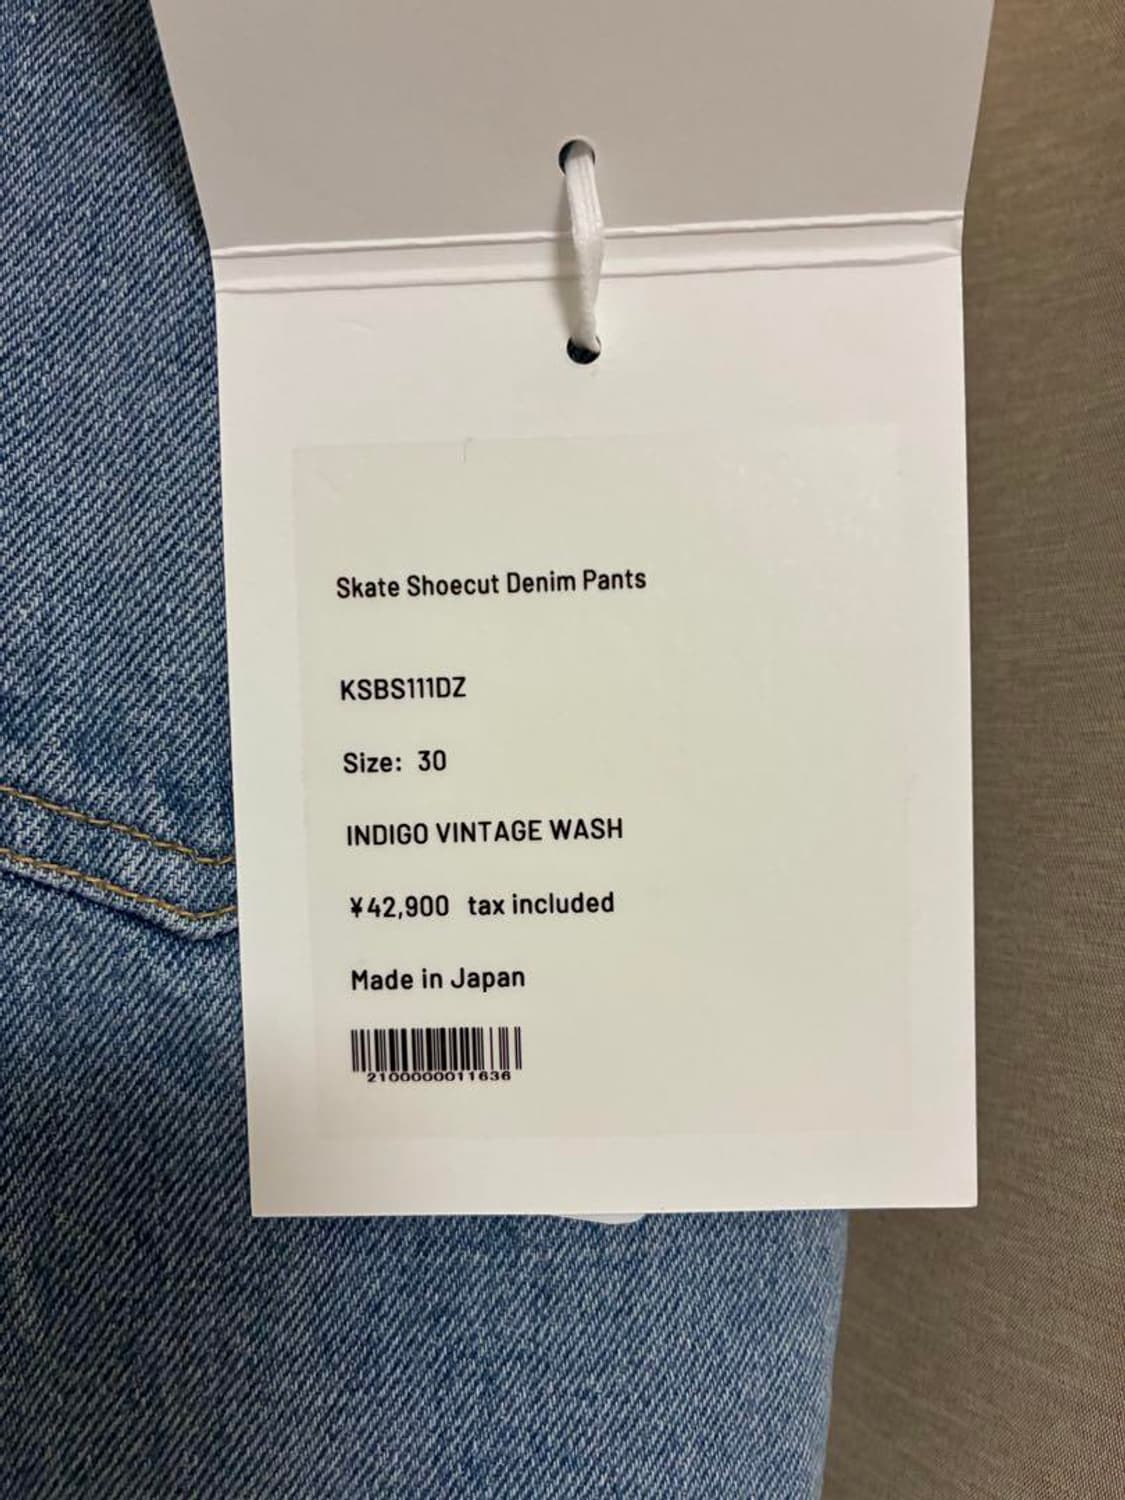 Skate Shoecut Denim Pants
KSBS111DZ
Size: 30
INDIGO VINTAGE WASH
¥42,900 tax included
Made in Japan
2100000011636